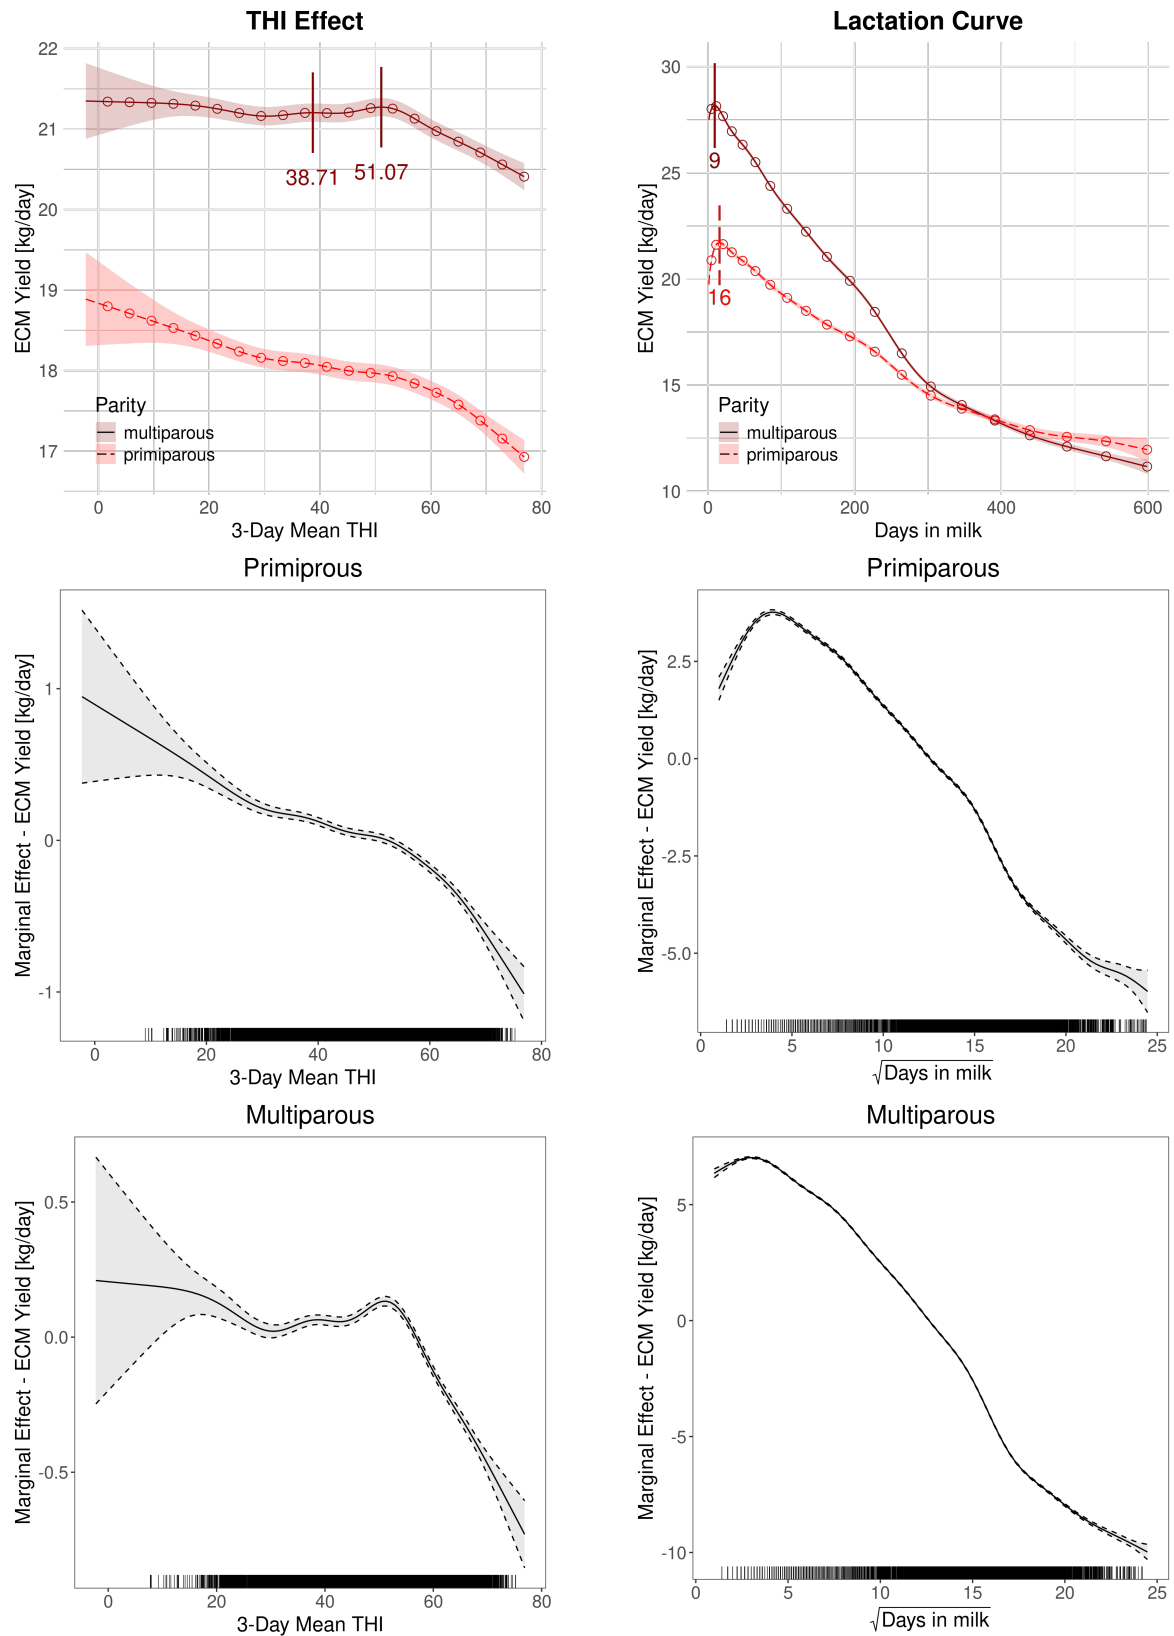 THI Effect
22
21
20
19
18
17
ECM Yield [kg/day]
38.71
51.07
Parity
multiparous
primiparous
0 20 40 60 80
3-Day Mean THI
Lactation Curve
30
25
20
15
10
ECM Yield [kg/day]
9
16
Parity
multiparous
primiparous
0 200 400 600
Days in milk
Primiprous
1
0
-1
Marginal Effect - ECM Yield [kg/day]
0 20 40 60 80
3-Day Mean THI
Primiparous
2.5
0.0
-2.5
-5.0
Marginal Effect - ECM Yield [kg/day]
0 5 10 15 20 25
√Days in milk
Multiparous
0.5
0.0
-0.5
Marginal Effect - ECM Yield [kg/day]
0 20 40 60 80
3-Day Mean THI
Multiparous
5
0
-5
-10
Marginal Effect - ECM Yield [kg/day]
0 5 10 15 20 25
√Days in milk